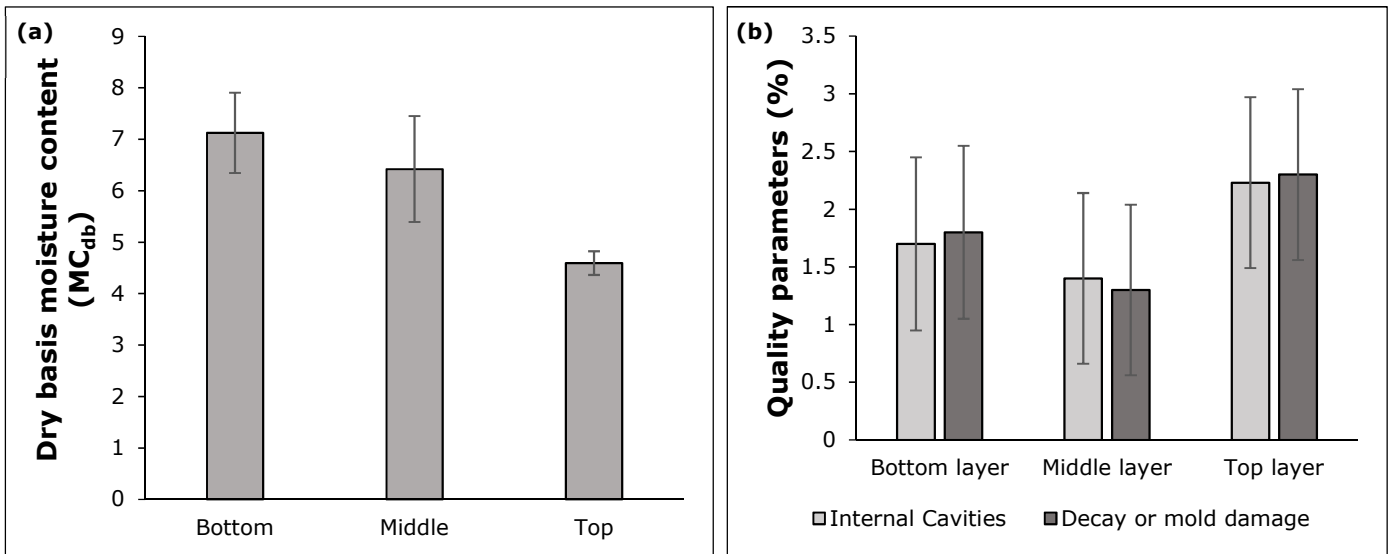 (a)
Dry basis moisture content
(MCdb)
9
8
7
6
5
4
3
2
1
0
Bottom Middle Top
(b)
Quality parameters (%)
3.5
3
2.5
2
1.5
1
0.5
0
Bottom layer Middle layer Top layer
Internal Cavities Decay or mold damage